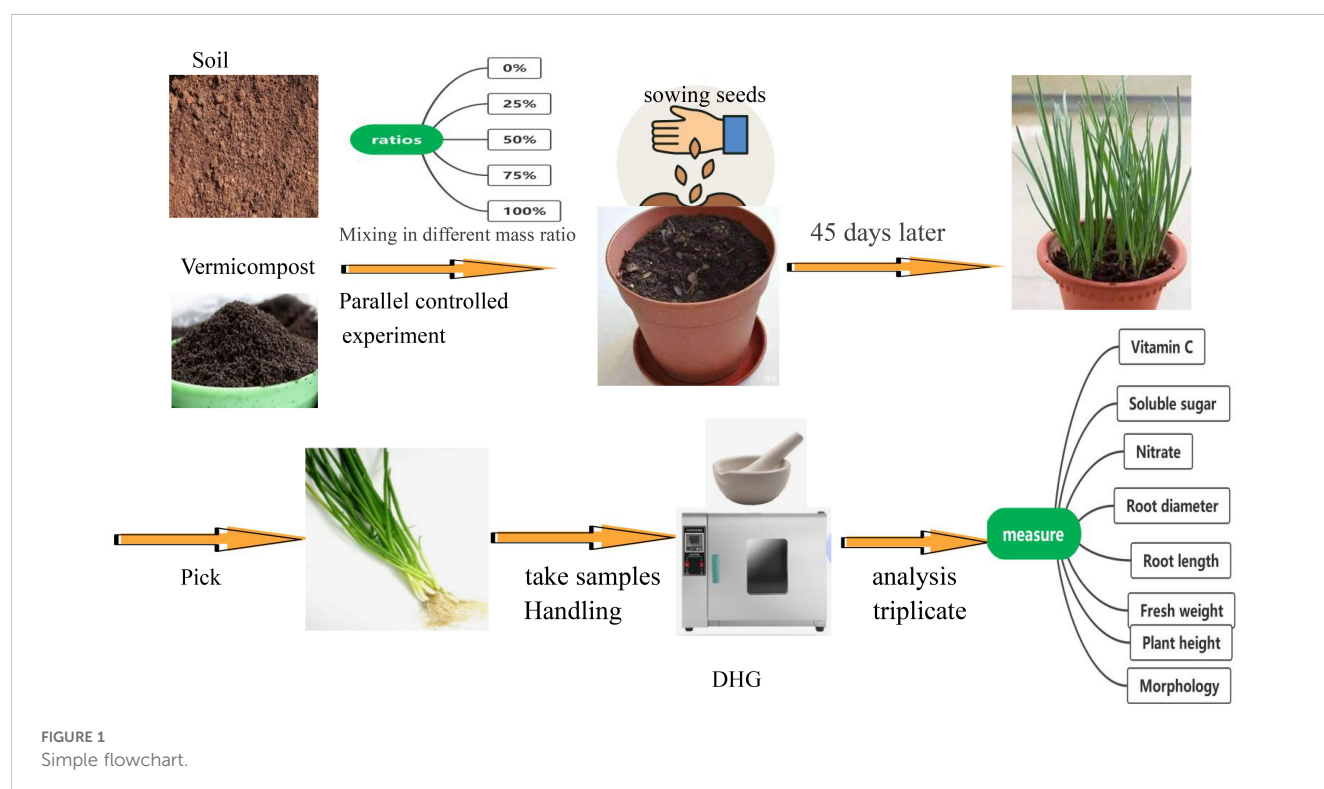 Soil
ratios
0%
25%
50%
75%
100%
Mixing in different mass ratio
Vermicompost
Parallel controlled
experiment
sowing seeds
45 days later
Pick
take samples
Handling
DHG
analysis
triplicate
measure
Vitamin C
Soluble sugar
Nitrate
Root diameter
Root length
Fresh weight
Plant height
Morphology
FIGURE 1
Simple flowchart.